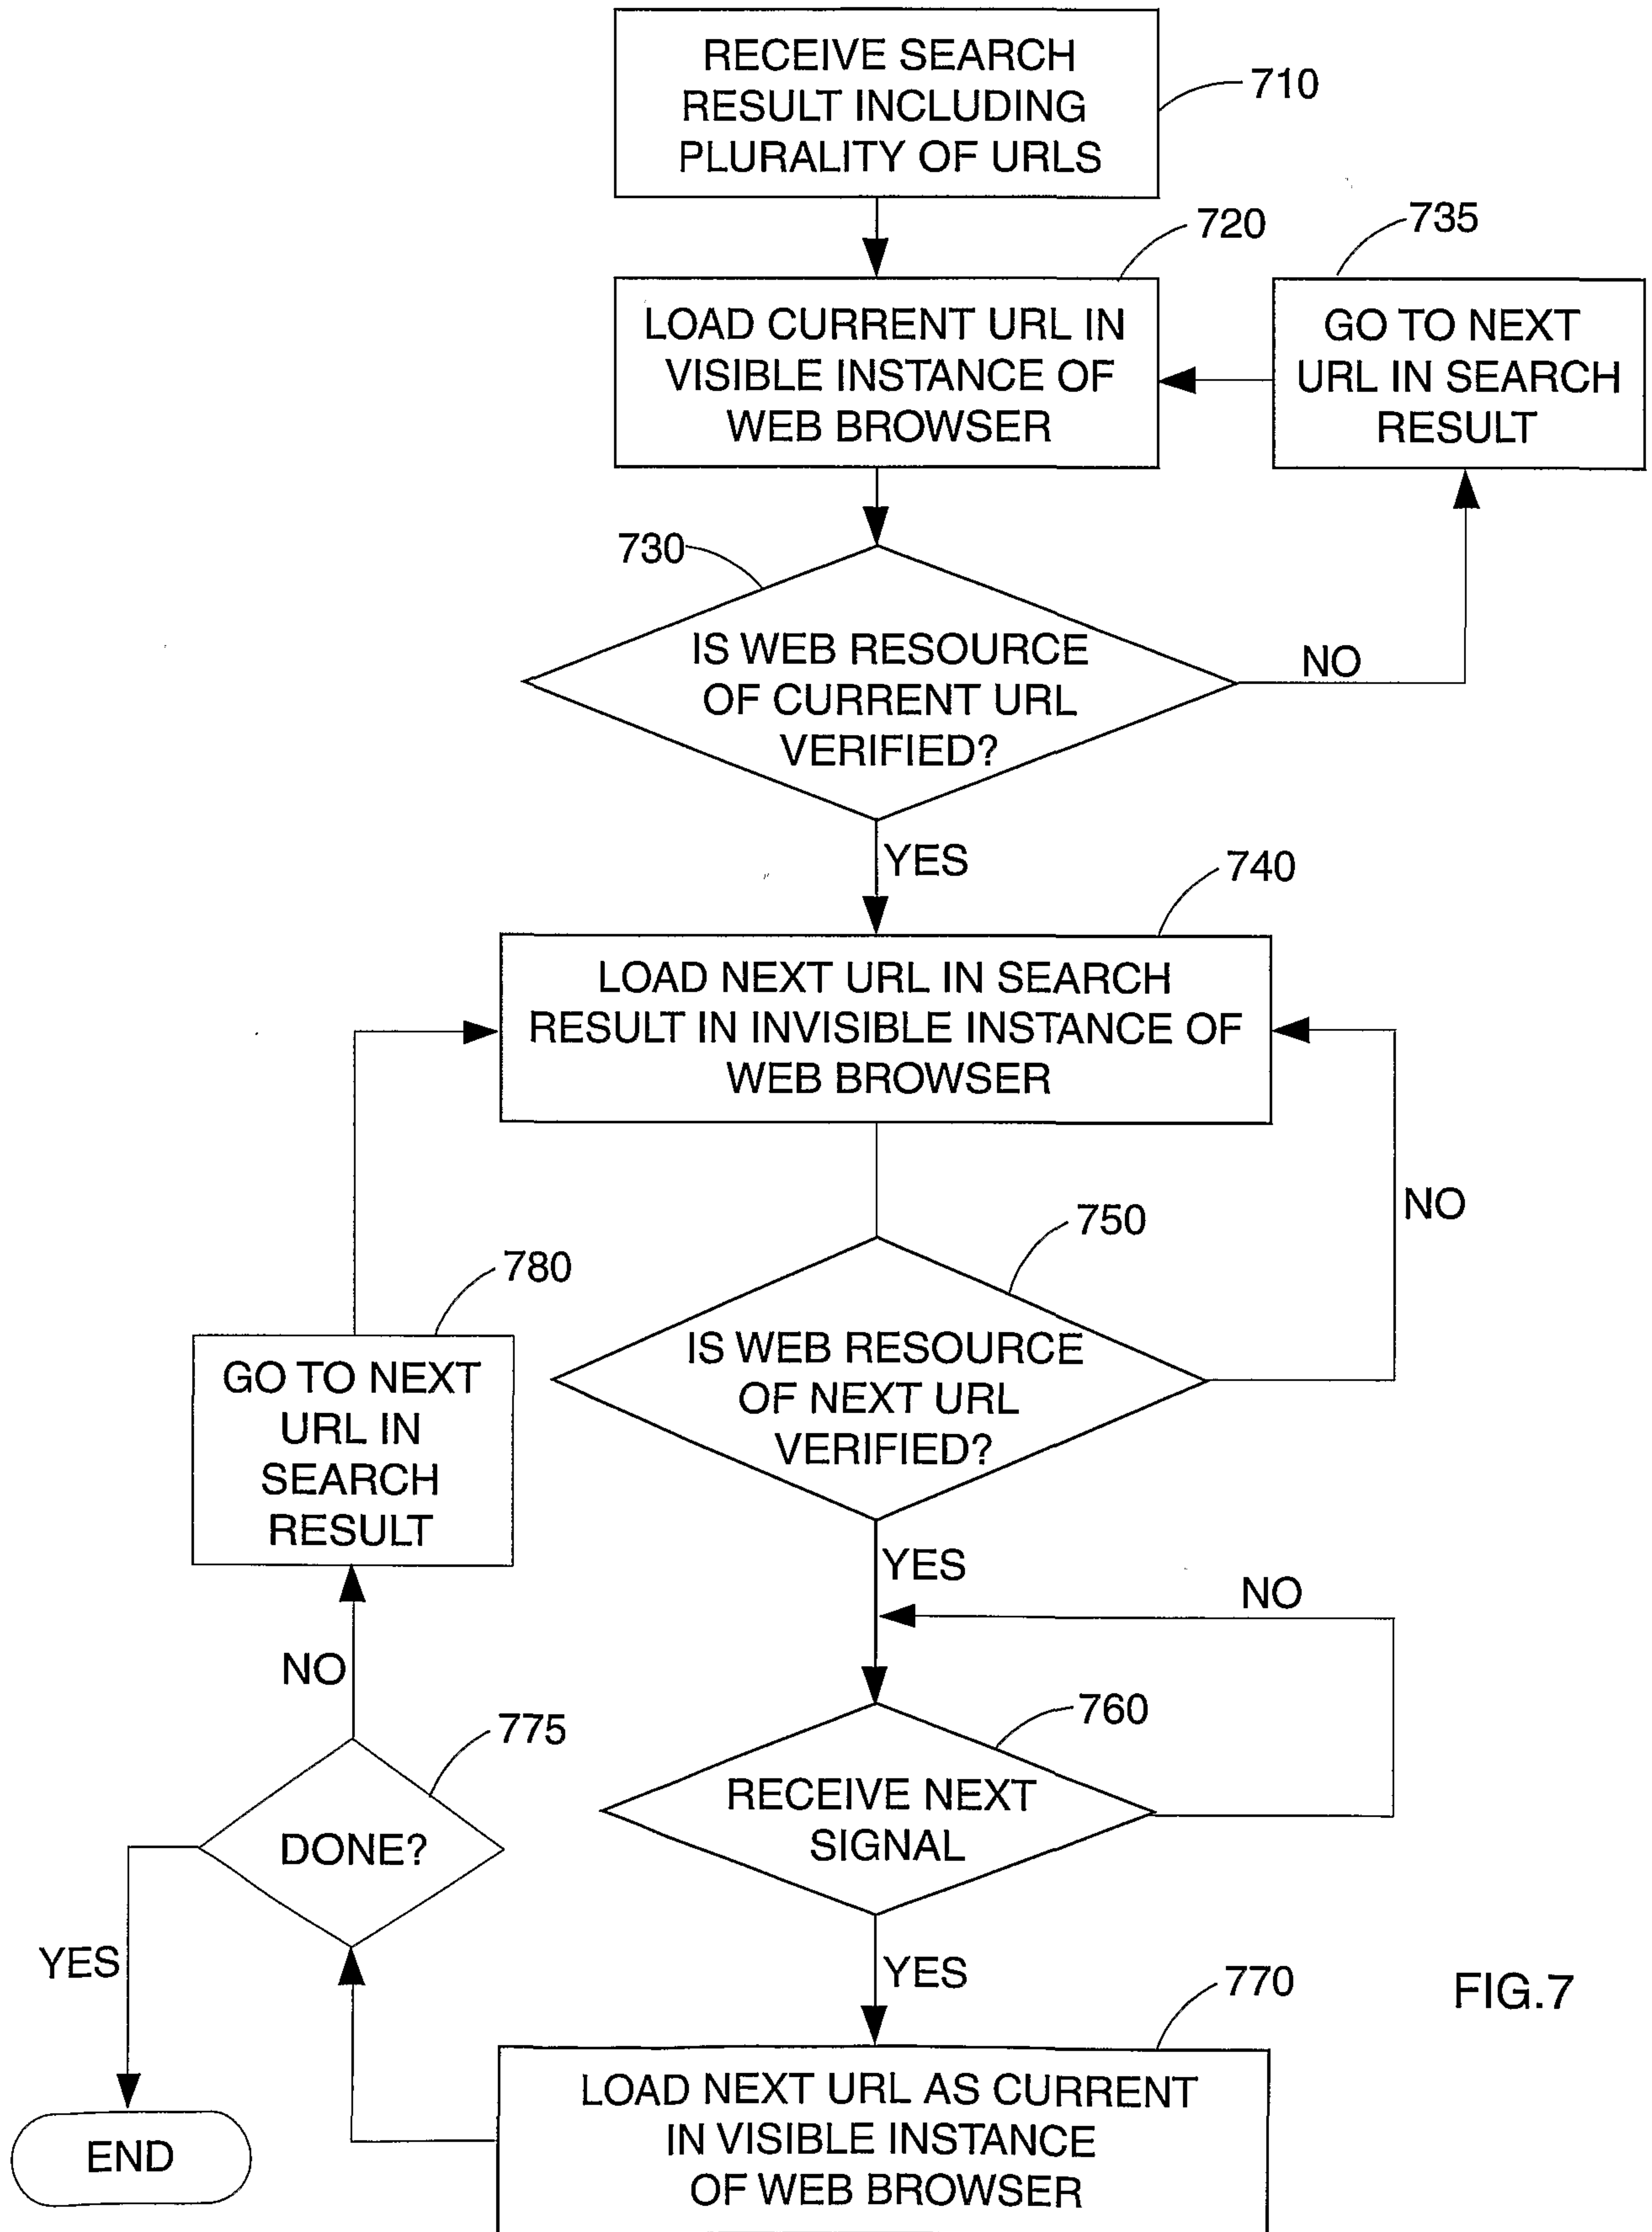 RECEIVE SEARCH
RESULT INCLUDING
PLURALITY OF URLS
710
720
735
LOAD CURRENT URL IN
VISIBLE INSTANCE OF
WEB BROWSER
GO TO NEXT
URL IN SEARCH
RESULT
730
IS WEB RESOURCE
OF CURRENT URL
VERIFIED?
NO
YES
740
LOAD NEXT URL IN SEARCH
RESULT IN INVISIBLE INSTANCE OF
WEB BROWSER
NO
750
780
IS WEB RESOURCE
OF NEXT URL
VERIFIED?
GO TO NEXT
URL IN
SEARCH
RESULT
YES
NO
NO
760
775
RECEIVE NEXT
SIGNAL
DONE?
YES
YES
770
FIG.7
LOAD NEXT URL AS CURRENT
IN VISIBLE INSTANCE
OF WEB BROWSER
END